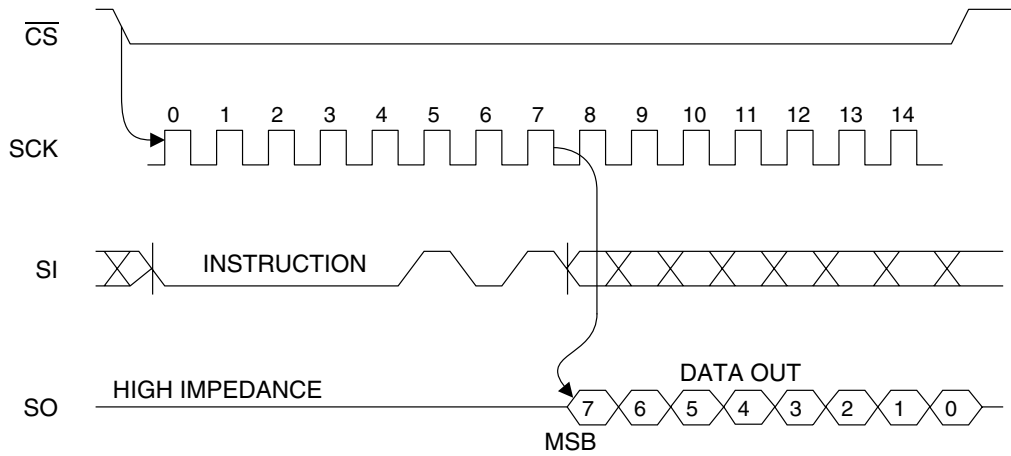 CS
0 1 2 3 4 5 6 7 8 9 10 11 12 13 14
SCK
SI
INSTRUCTION
HIGH IMPEDANCE
DATA OUT
SO
7 6 5 4 3 2 1 0
MSB